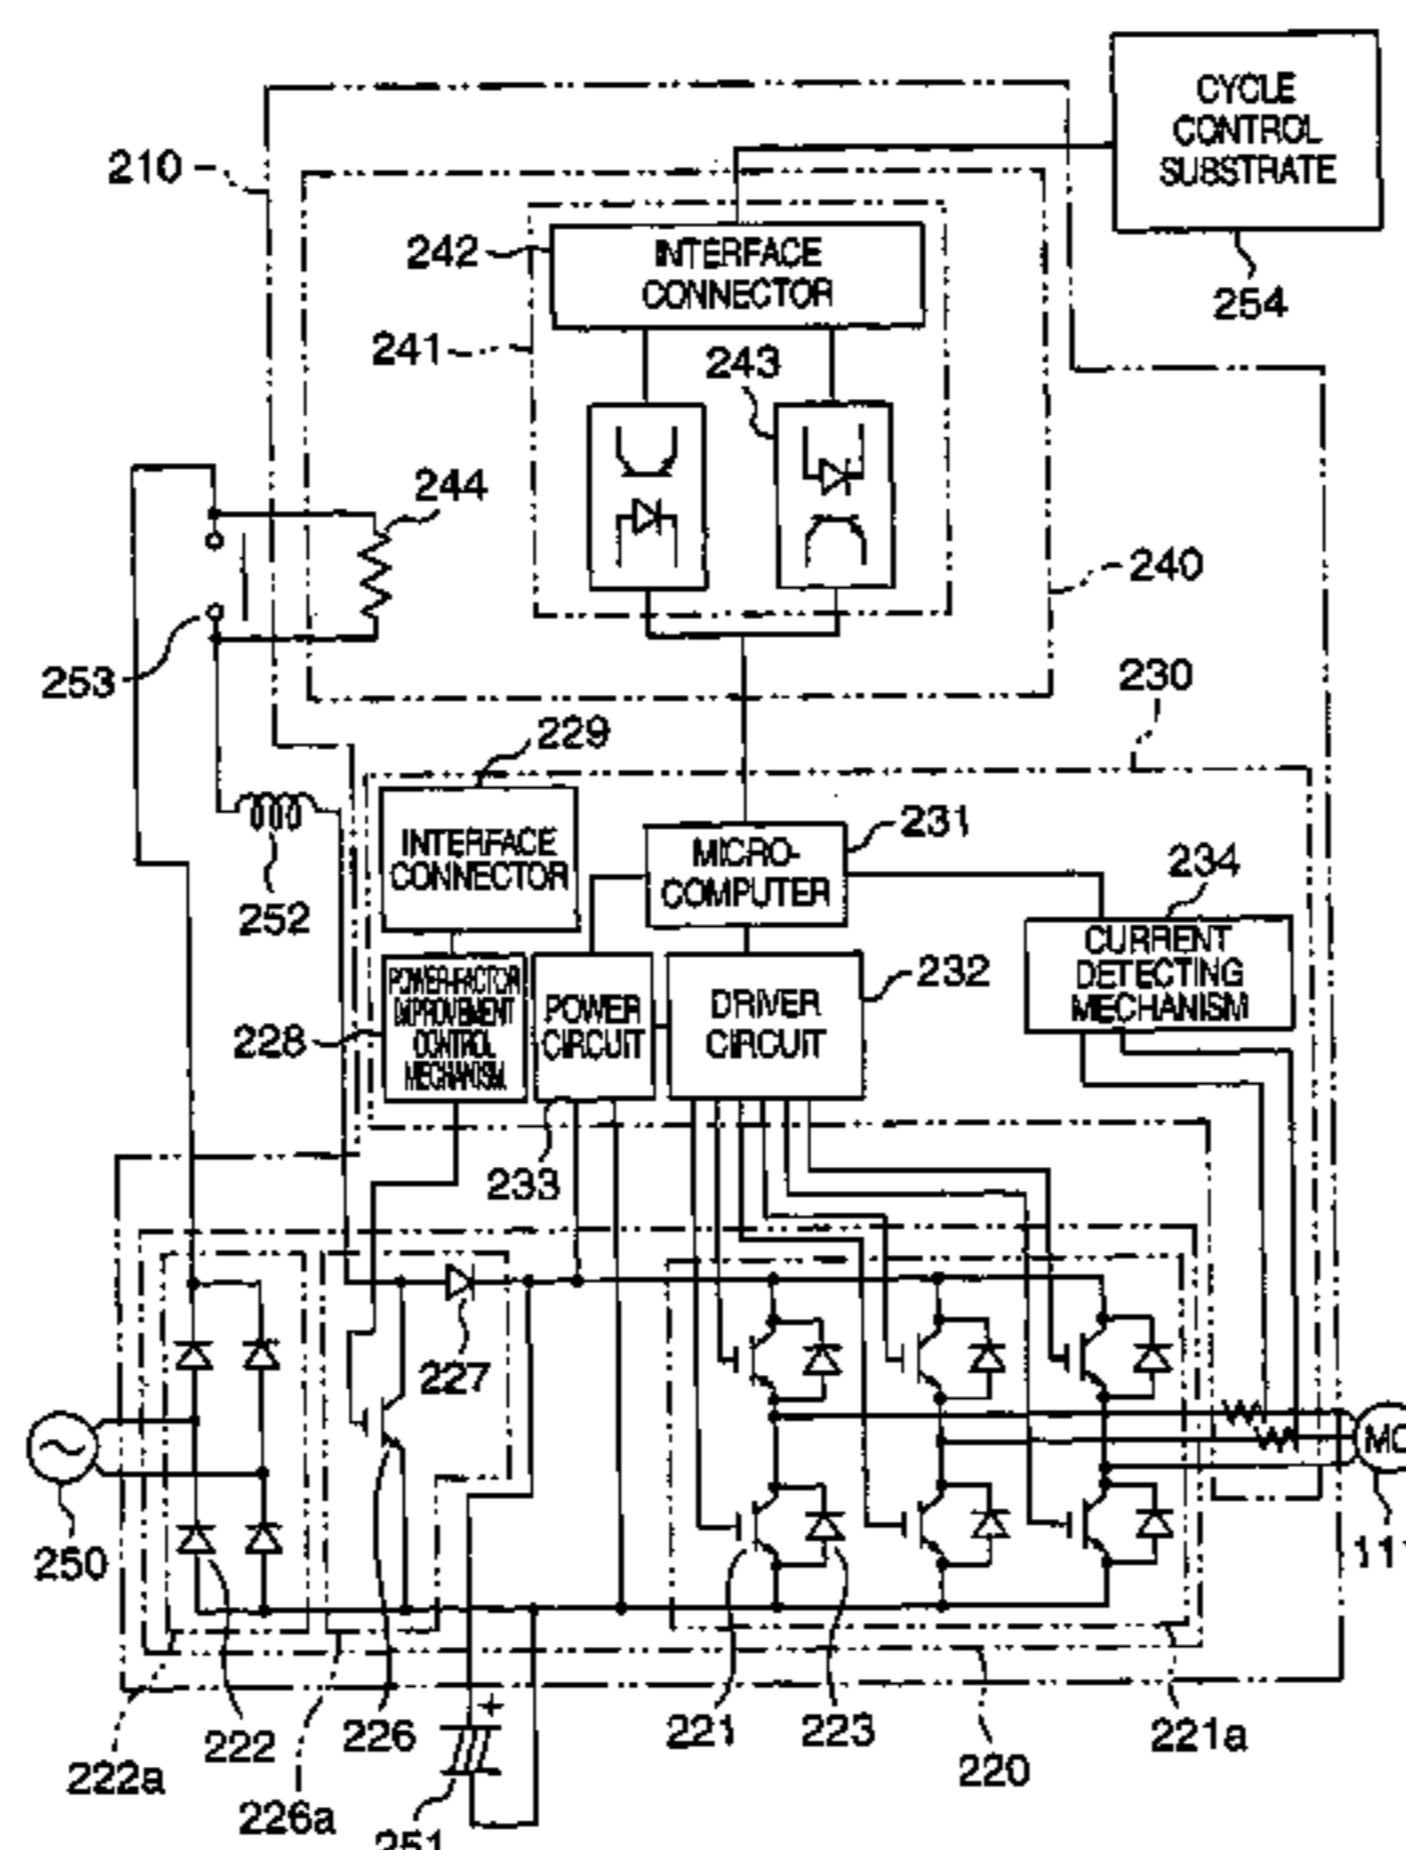 CYCLE
CONTROL
SUBSTRATE
210
242
INTERFACE
CONNECTOR
254
241
243
244
240
253
230
229
INTERFACE
CONNECTOR
231
MICRO-
COMPUTER
234
252
CURRENT
DETECTING
MECHANISM
POWER-FACTOR
IMPROVEMENT
CONTROL
MECHANISM
POWER
CIRCUIT
DRIVER
CIRCUIT
232
228
233
227
+
250
222
226
221
223
221a
222a
226a
220
251